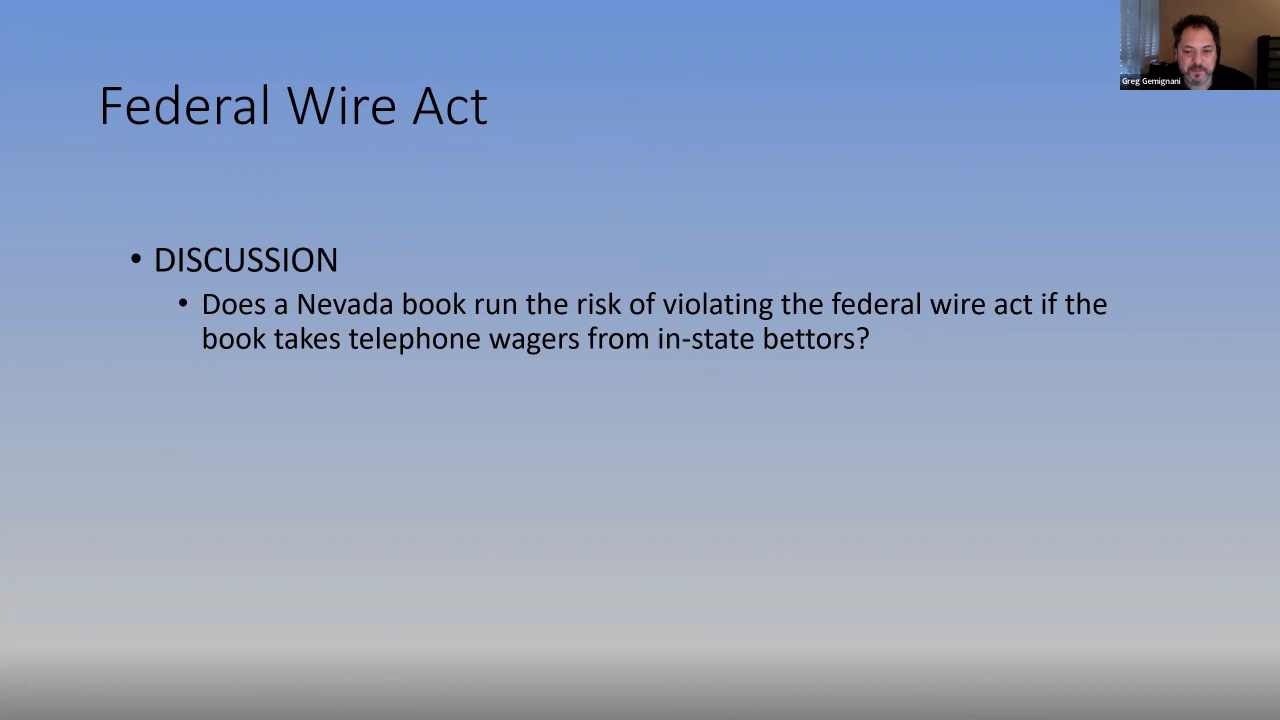 Greg Gemignani
Federal Wire Act
• DISCUSSION
• Does a Nevada book run the risk of violating the federal wire act if the
book takes telephone wagers from in-state bettors?